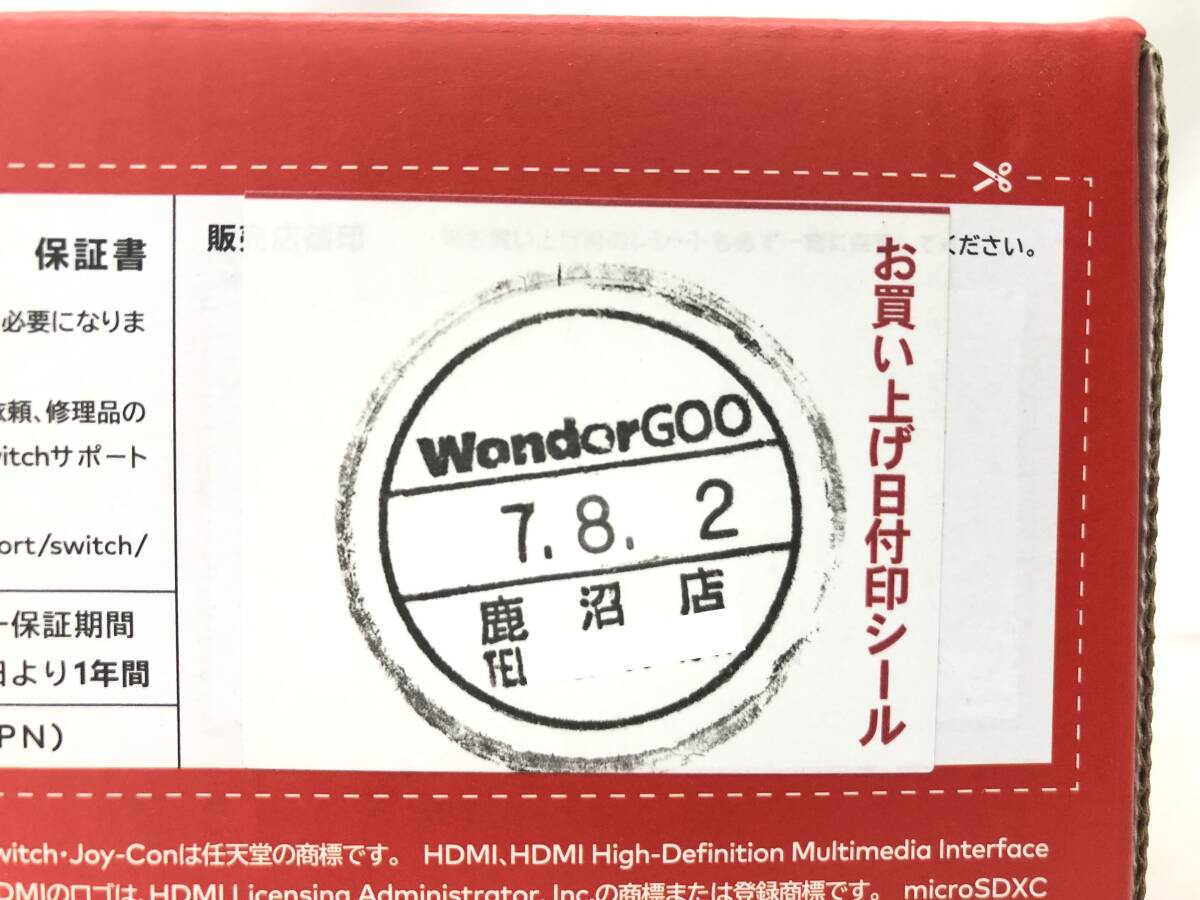 保証書
必要になりま
依頼、修理品の
witchサポート
ort/switch/
保証期間
日より1年間
PN)
販売店
ください。
WonderGOO
7.8.2
鹿沼店
TEL
お買い上げ日付印シール
witch・Joy-Conは任天堂の商標です。 HDMI、HDMI High-Definition Multimedia Interface
DMIのロゴは、HDMI Licensing Administrator, Inc.の商標または登録商標です。 microSDXC